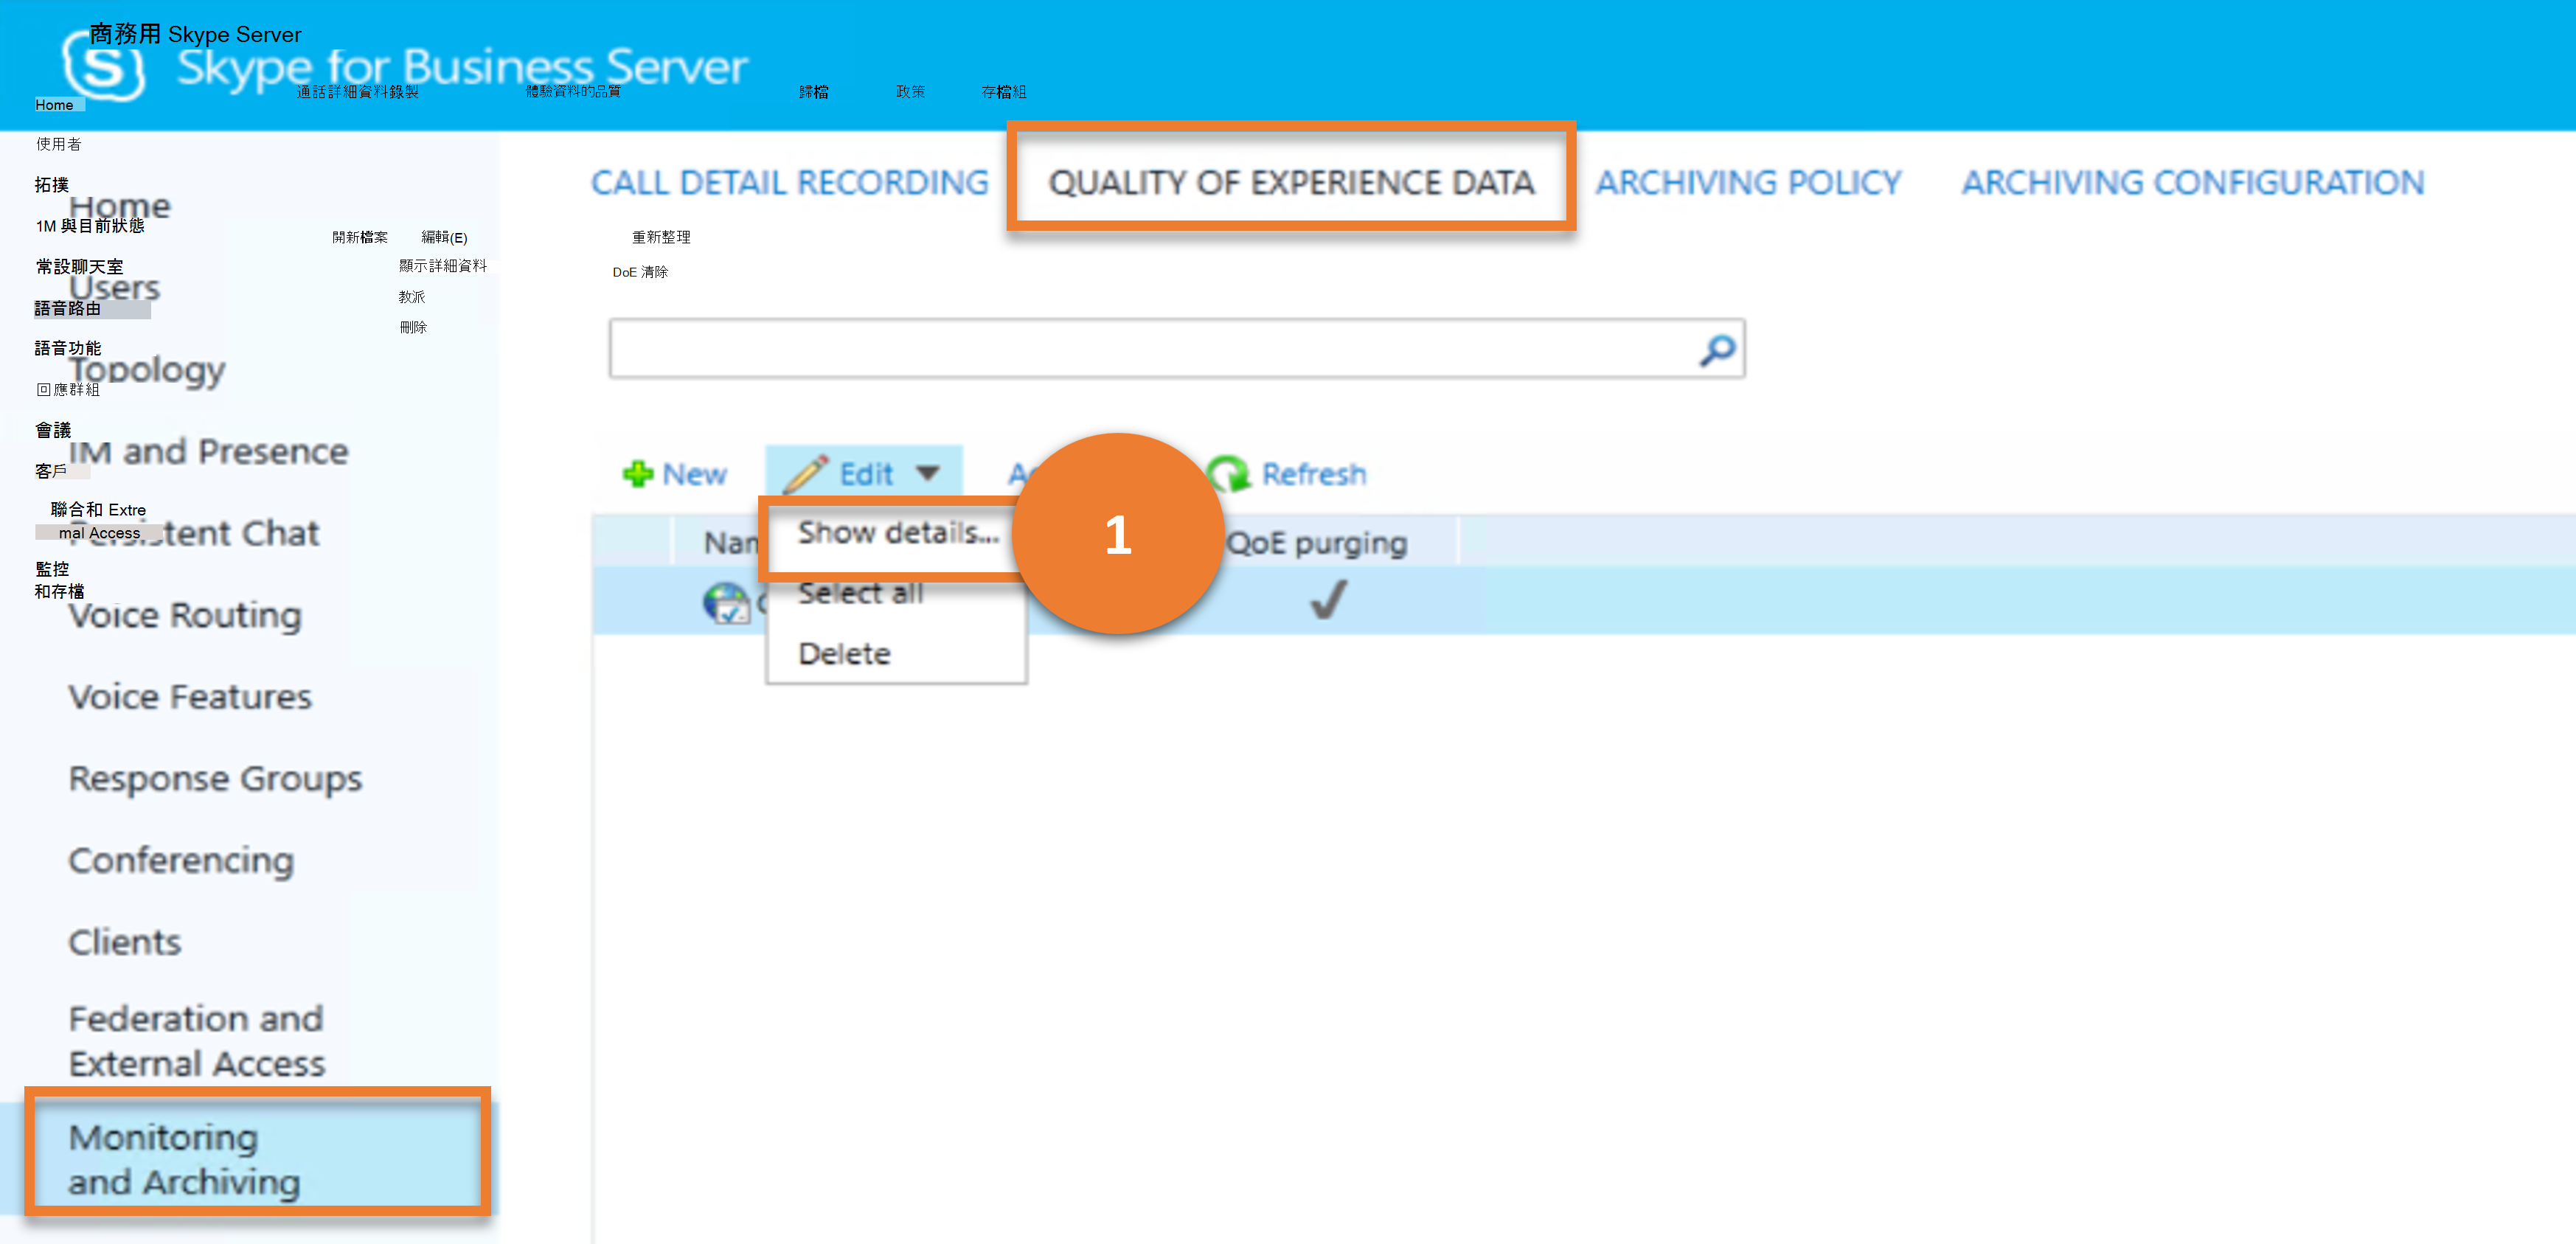 商務用 Skype Server
Skype for Business Server
通話詳細資料錄製 體驗資料的品質 歸檔 政策 存檔組
Home
使用者
拓撲
1M 與目前狀態
常設聊天室
語音路由
語音功能
回應群組
會議
客戶
聯合和 Extre
mal Access
監控
和存檔
開新檔案 編輯(E) 重新整理
顯示詳細資料 DoE 清除
教派
刪除
Home
Users
Topology
IM and Presence
Persistent Chat
Voice Routing
Voice Features
Response Groups
Conferencing
Clients
Federation and
External Access
Monitoring
and Archiving
CALL DETAIL RECORDING QUALITY OF EXPERIENCE DATA ARCHIVING POLICY ARCHIVING CONFIGURATION
New Edit Refresh
Show details...
Select all
Delete
1
QoE purging